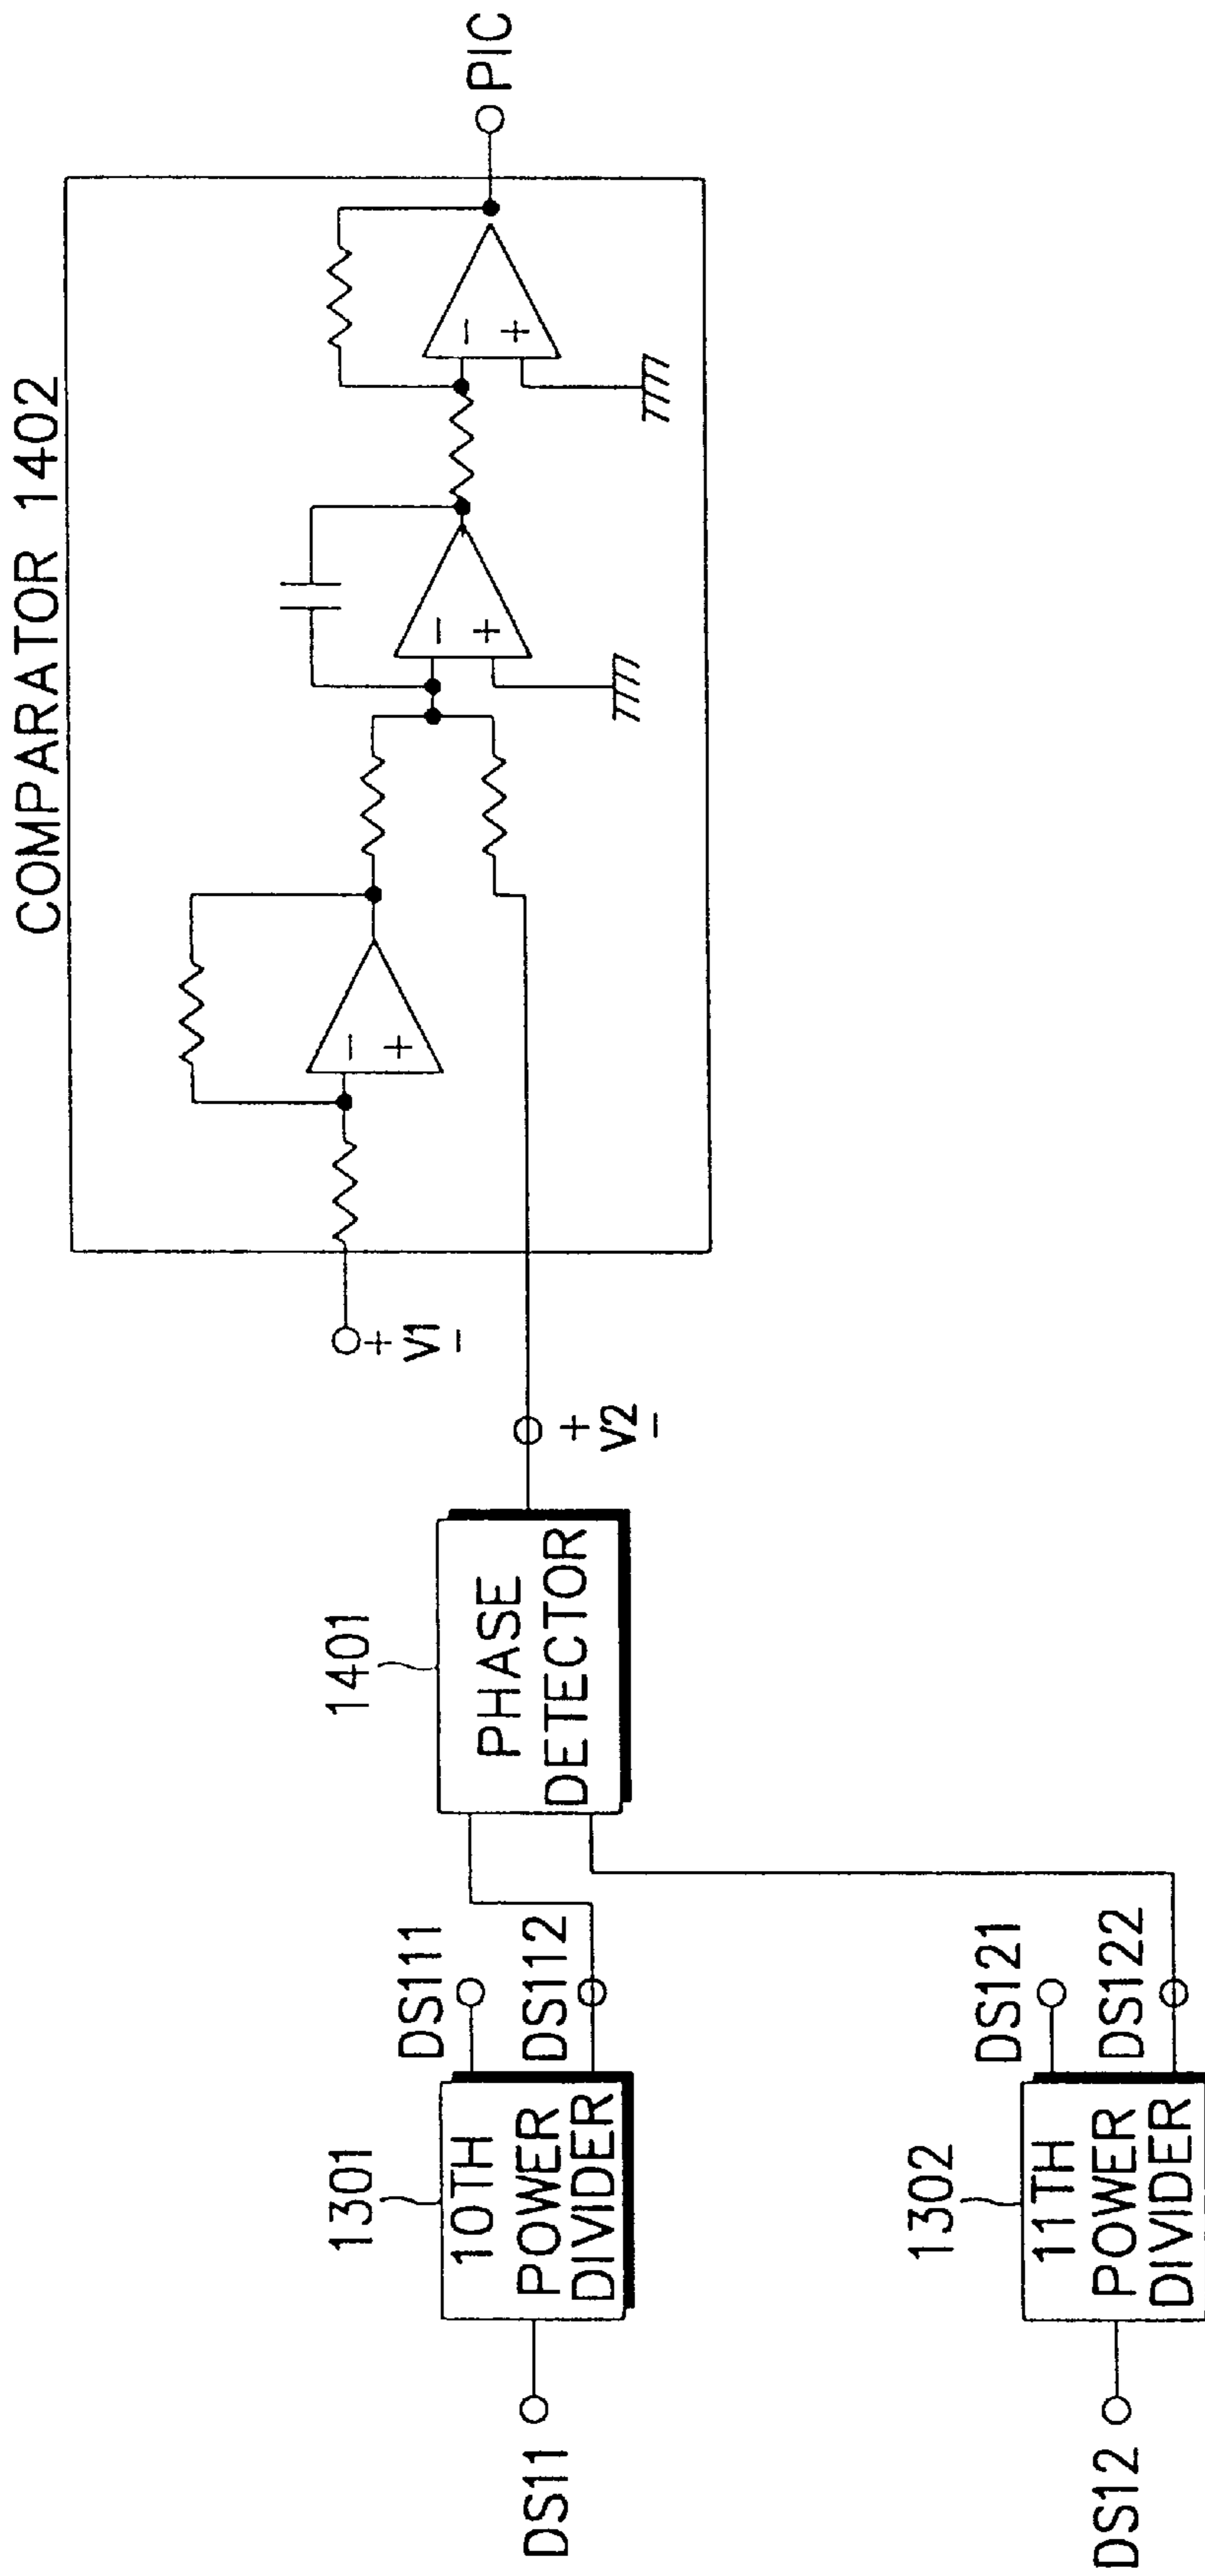 COMPARATOR 1402
PIC
+
V1
-
-
+
-
+
-
+
+
V2
-
1401
PHASE
DETECTOR
DS11
1301
10TH
POWER
DIVIDER
DS111
DS112
DS12
1302
11TH
POWER
DIVIDER
DS121
DS122